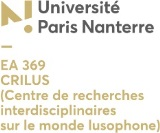 Université
Paris Nanterre
EA 369
CRILUS
(Centre de recherches
interdisciplinaires
sur le monde lusophone)